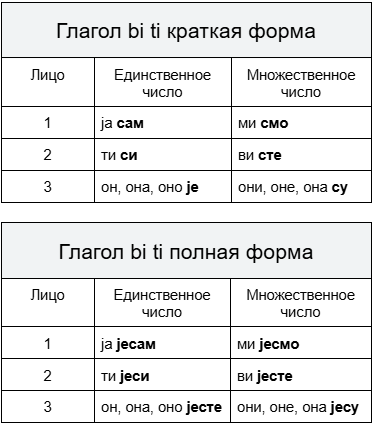 Глагол bi ti краткая форма
Лицо Единственное Множественное
число число
1 ја сам ми смо
2 ти си ви сте
3 он, она, оно је они, оне, она су
Глагол bi ti полная форма
Лицо Единственное Множественное
число число
1 ја јесам ми јесмо
2 ти јеси ви јесте
3 он, она, оно јесте они, оне, она јесу